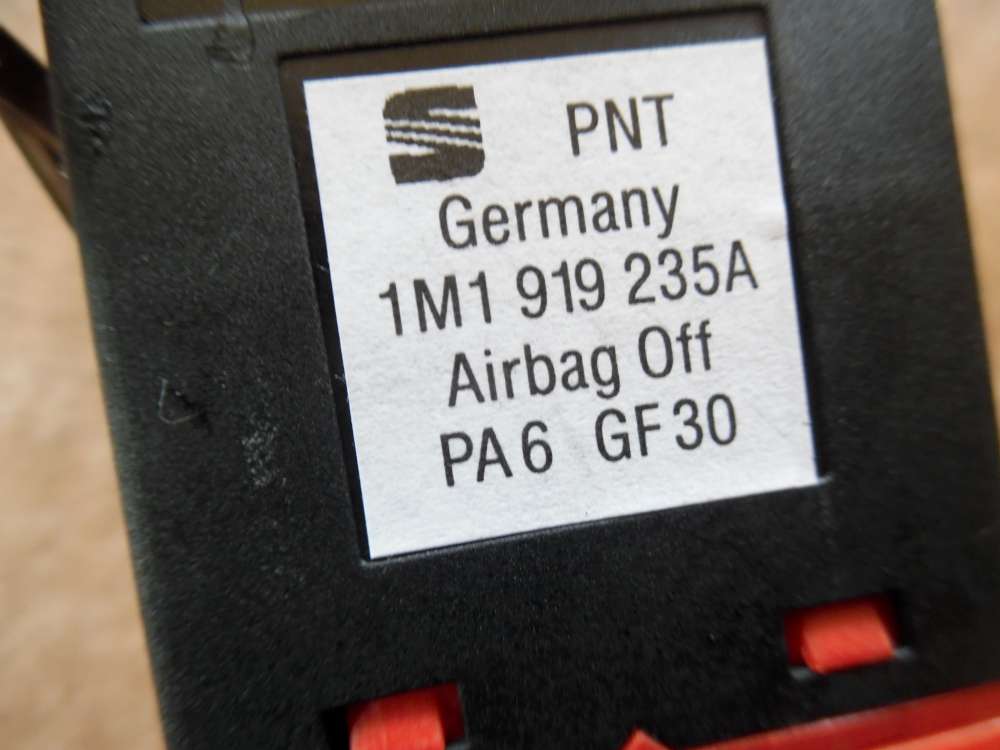 PNT
Germany
1M1 919 235A
Airbag Off
PA6 GF30